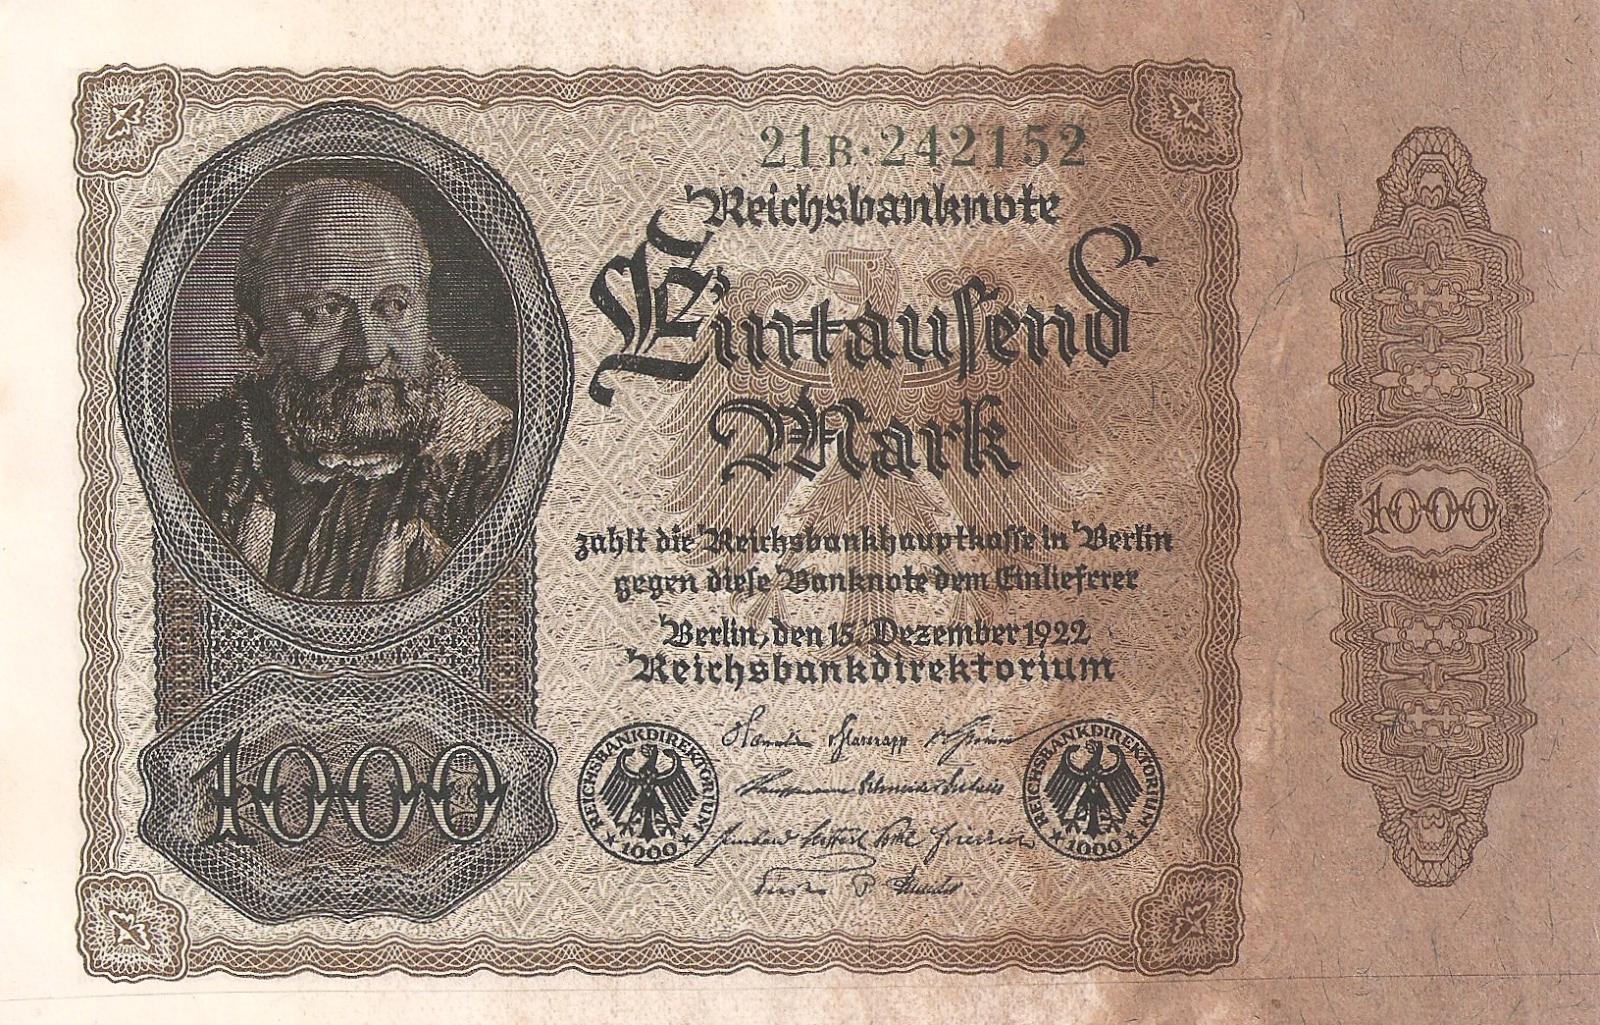 21B·242152
Reichsbanknote
Eintausend
Mark
zahlt die Reichsbankhauptkasse in Berlin
gegen diese Banknote dem Einlieferer
Berlin, den 15. Dezember 1922
Reichsbankdirektorium
REICHSBANKDIREKTORIUM
1000
REICHSBANKDIREKTORIUM
1000
1000
1000